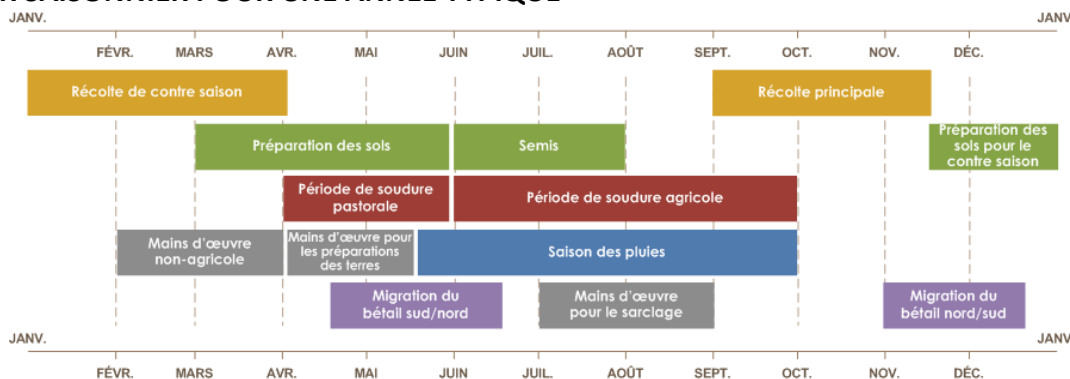 JANV. JANV
FÉVR. MARS AVR. MAI JUIN JUIL. AOÛT SEPT. OCT. NOV. DÉC.
Récolte de contre saison
Récolte principale
Préparation des sols
Semis
Préparation des
sols pour le
contre saison
Période de soudure
pastorale
Période de soudure agricole
Mains d'œuvre
non-agricole
Mains d'œuvre pour
les préparations
des terres
Saison des pluies
Migration du
bétail sud/nord
Mains d'œuvre
pour le sarclage
Migration du
bétail nord/sud
JANV. JANV
FÉVR. MARS AVR. MAI JUIN JUIL. AOÛT SEPT. OCT. NOV. DÉC.